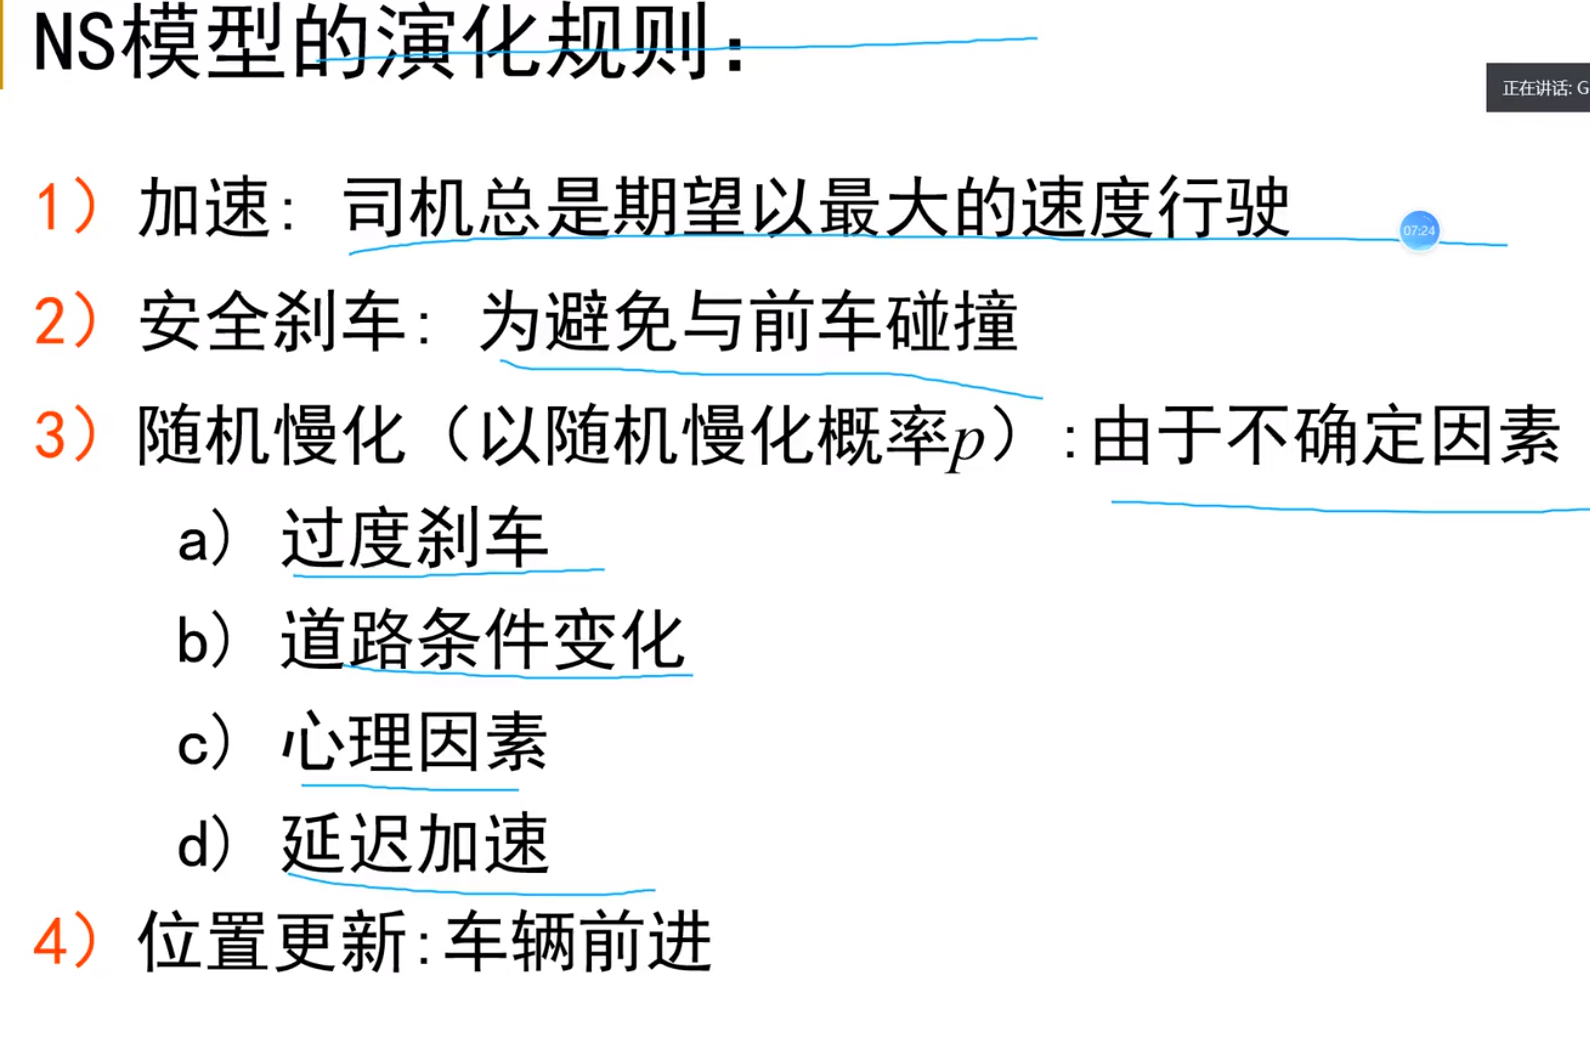 NS模型的演化规则：
正在讲话: G
1）加速: 司机总是期望以最大的速度行驶
07:24
2）安全刹车: 为避免与前车碰撞
3）随机慢化（以随机慢化概率p）:由于不确定因素
a) 过度刹车
b) 道路条件变化
c) 心理因素
d) 延迟加速
4）位置更新:车辆前进